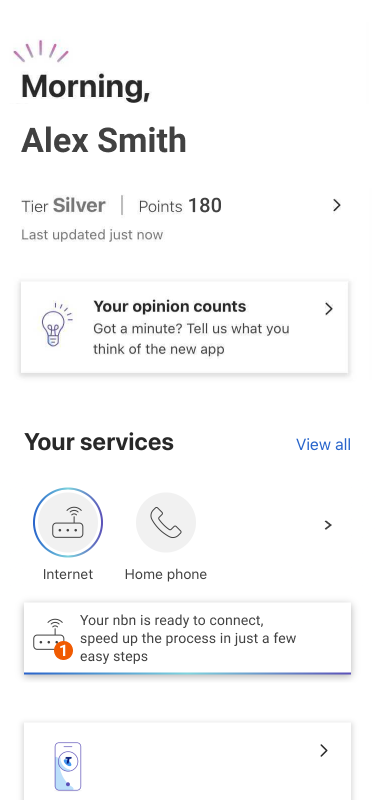 Morning,
Alex Smith
Tier Silver | Points 180
Last updated just now
Your opinion counts
Got a minute? Tell us what you
think of the new app
Your services
View all
Internet
Home phone
Your nbn is ready to connect,
speed up the process in just a few
easy steps
1